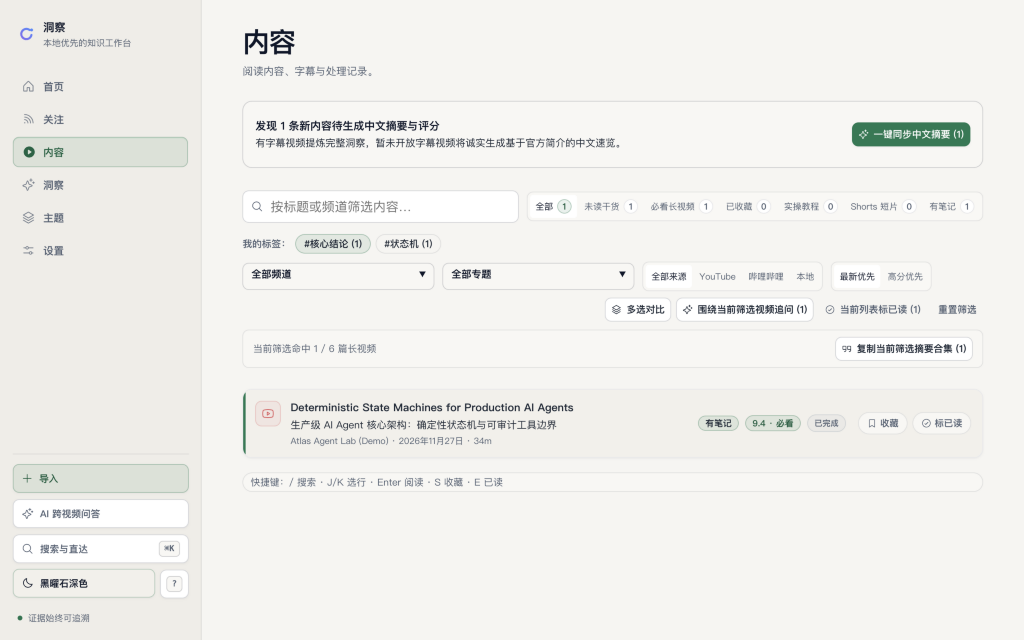 洞察
本地优先的知识工作台
首页
关注
内容
洞察
主题
设置
导入
AI 跨视频问答
搜索与直达 ⌘K
黑曜石深色 ?
证据始终可追溯
内容
阅读内容、字幕与处理记录。
发现 1 条新内容待生成中文摘要与评分
有字幕视频提炼完整洞察，暂未开放字幕视频将诚实生成基于官方简介的中文速览。
一键同步中文摘要 (1)
按标题或频道筛选内容…
全部 1 未读干货 1 必看长视频 1 已收藏 0 实操教程 0 Shorts 短片 0 有笔记 1
我的标签： #核心结论 (1) #状态机 (1)
全部频道 ▼ 全部专题 ▼ 全部来源 YouTube 哔哩哔哩 本地 最新优先 高分优先
多选对比 围绕当前筛选视频追问 (1) 当前列表标已读 (1) 重置筛选
当前筛选命中 1 / 6 篇长视频 复制当前筛选摘要合集 (1)
Deterministic State Machines for Production AI Agents
生产级 AI Agent 核心架构：确定性状态机与可审计工具边界
Atlas Agent Lab (Demo) · 2026年11月27日 · 34m
有笔记 9.4 · 必看 已完成 收藏 标已读
快捷键：/ 搜索 · J/K 选行 · Enter 阅读 · S 收藏 · E 已读